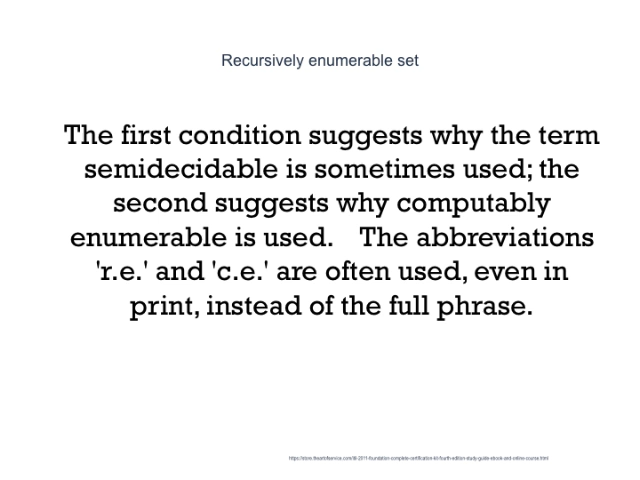 Recursively enumerable set
The first condition suggests why the term
semidecidable is sometimes used; the
second suggests why computably
enumerable is used. The abbreviations
'r.e.' and 'c.e.' are often used, even in
print, instead of the full phrase.